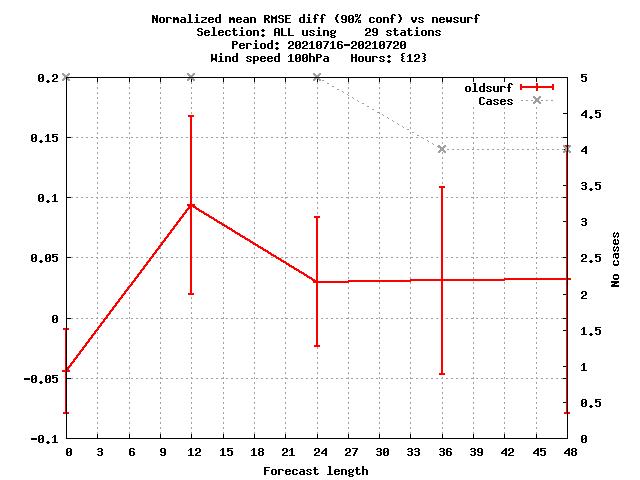 Normalized mean RMSE diff (90% conf) vs newsurf
Selection: ALL using    29 stations
Period: 20210716-20210720
Wind speed 100hPa   Hours: {12}
oldsurf
Cases
0.2
0.15
0.1
0.05
0
-0.05
-0.1
5
4.5
4
3.5
3
2.5
2
1.5
1
0.5
0
No cases
0 3 6 9 12 15 18 21 24 27 30 33 36 39 42 45 48
Forecast length